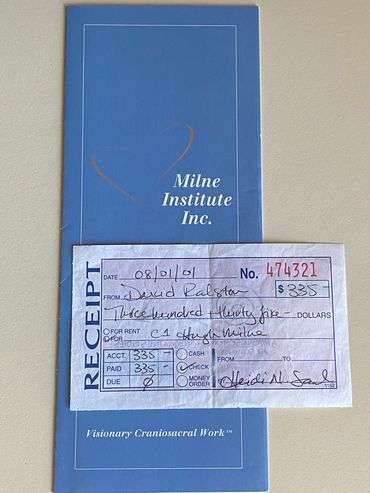 Milne
Institute
Inc.
RECEIPT
DATE 08/01/01 No. 474321
FROM David Ralston $335-
Three hundred + thirty five - DOLLARS
FOR RENT
FOR C1 Hugh Milne
ACCT. 335- CASH FROM TO
PAID 335- CHECK
DUE 0 MONEY ORDER Heidi N. 1152
Visionary Craniosacral Work™